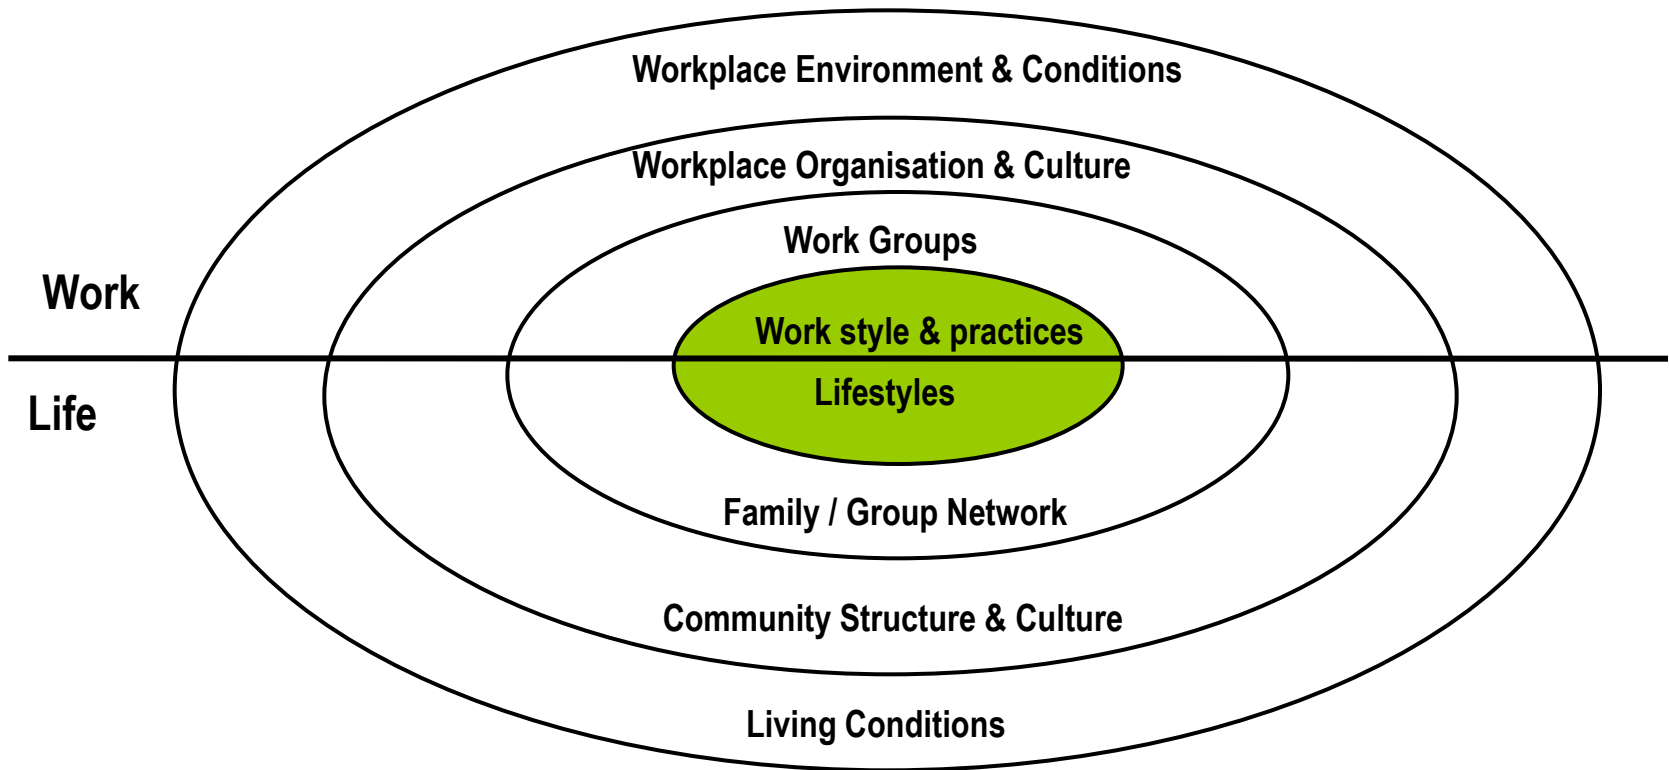 Workplace Environment & Conditions
Workplace Organisation & Culture
Work Groups
Work
Work style & practices
Life
Lifestyles
Family / Group Network
Community Structure & Culture
Living Conditions